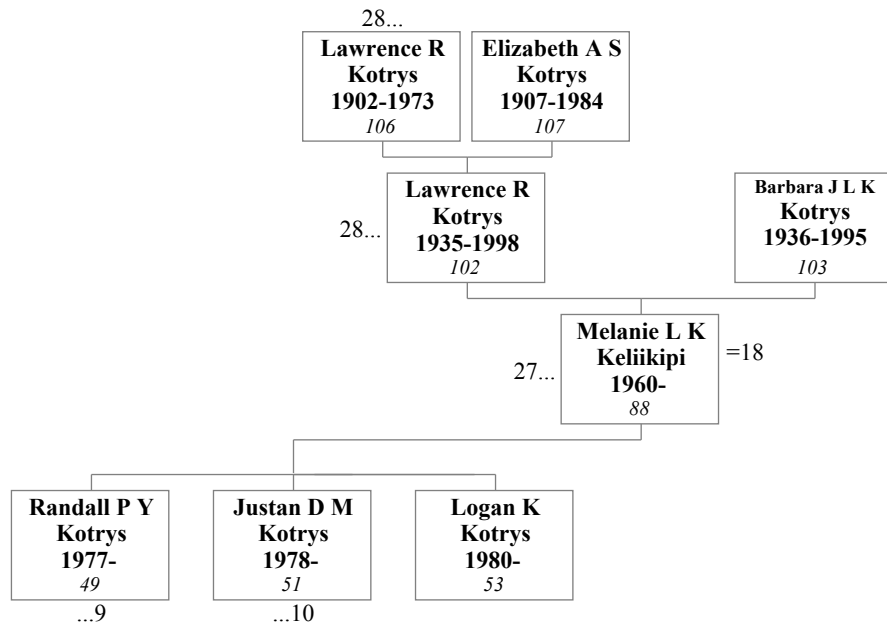 28...
Lawrence R
Kotrys
1902-1973
106
Elizabeth A S
Kotrys
1907-1984
107
28...
Lawrence R
Kotrys
1935-1998
102
Barbara J L K
Kotrys
1936-1995
103
27...
Melanie L K
Keliikipi
1960-
88
=18
Randall P Y
Kotrys
1977-
49
...9
Justan D M
Kotrys
1978-
51
...10
Logan K
Kotrys
1980-
53